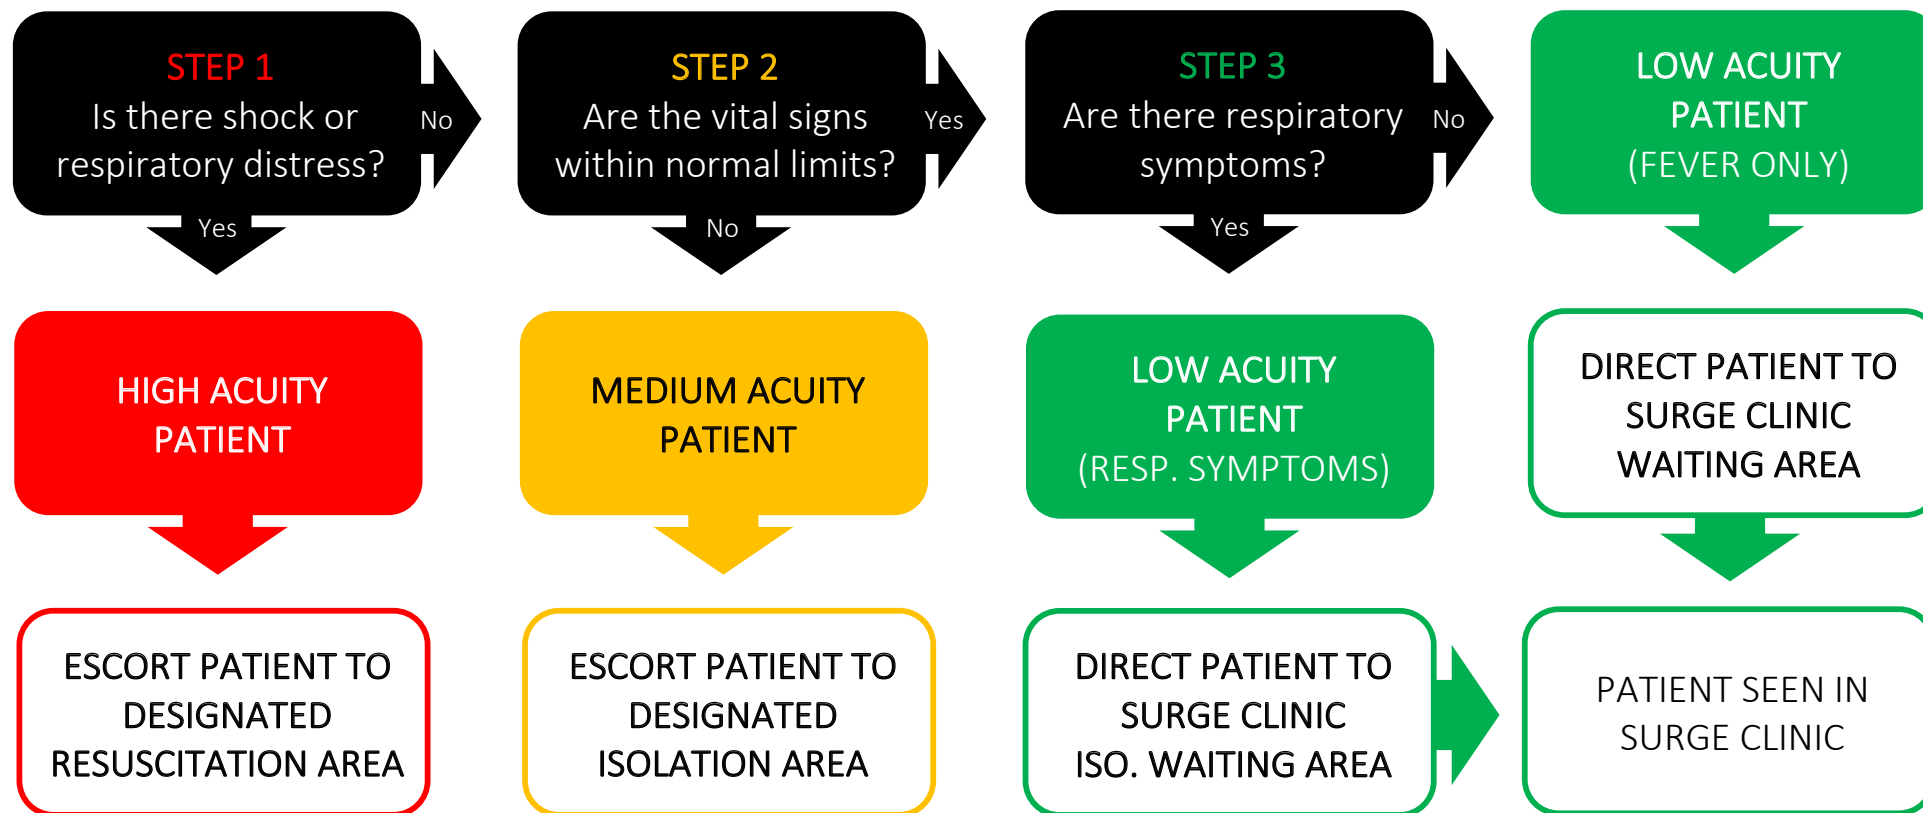 STEP 1
Is there shock or
respiratory distress?
No
Yes
STEP 2
Are the vital signs
within normal limits?
Yes
No
STEP 3
Are there respiratory
symptoms?
No
Yes
LOW ACUITY
PATIENT
(FEVER ONLY)
HIGH ACUITY
PATIENT
MEDIUM ACUITY
PATIENT
LOW ACUITY
PATIENT
(RESP. SYMPTOMS)
DIRECT PATIENT TO
SURGE CLINIC
WAITING AREA
ESCORT PATIENT TO
DESIGNATED
RESUSCITATION AREA
ESCORT PATIENT TO
DESIGNATED
ISOLATION AREA
DIRECT PATIENT TO
SURGE CLINIC
ISO. WAITING AREA
PATIENT SEEN IN
SURGE CLINIC